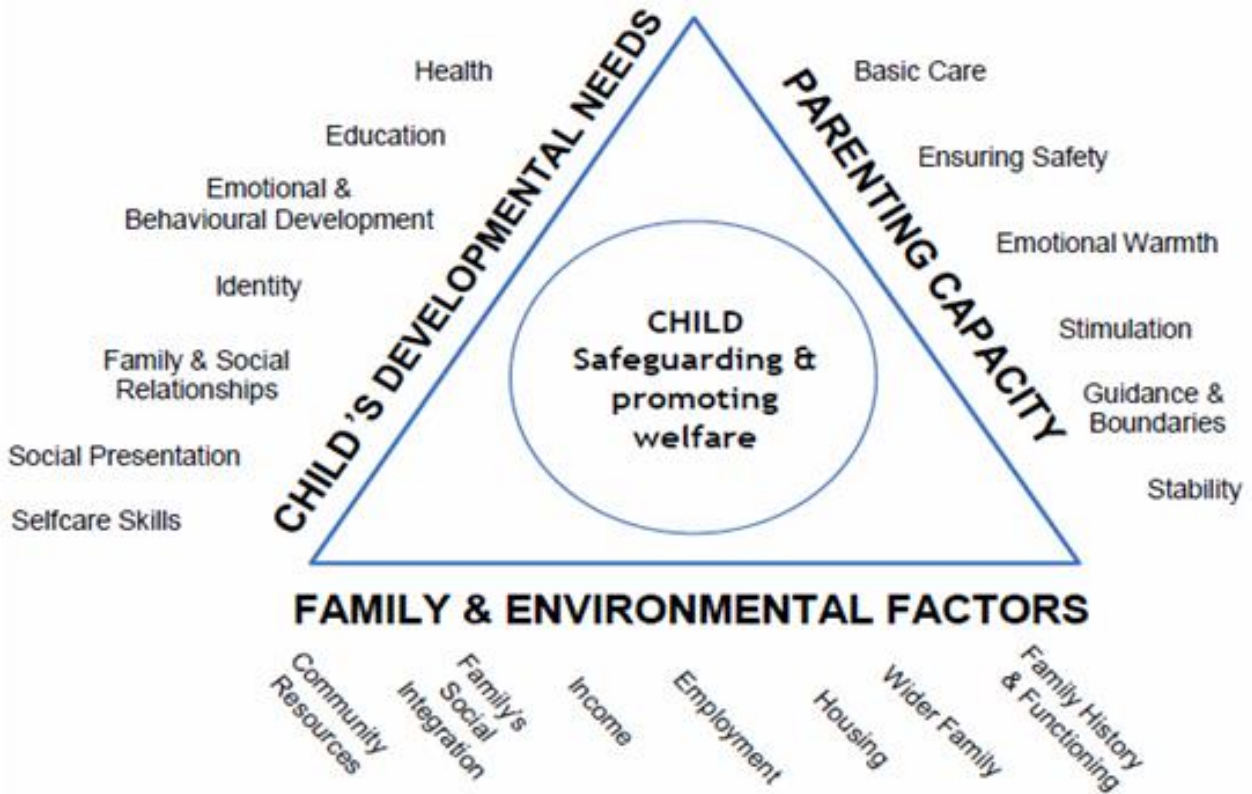 CHILD'S DEVELOPMENTAL NEEDS
Health
Education
Emotional &
Behavioural Development
Identity
Family & Social
Relationships
Social Presentation
Selfcare Skills
PARENTING CAPACITY
Basic Care
Ensuring Safety
Emotional Warmth
Stimulation
Guidance &
Boundaries
Stability
CHILD
Safeguarding &
promoting
welfare
FAMILY & ENVIRONMENTAL FACTORS
Community
Resources
Family's
Social
Integration
Income
Employment
Housing
Wider Family
Family History
& Functioning